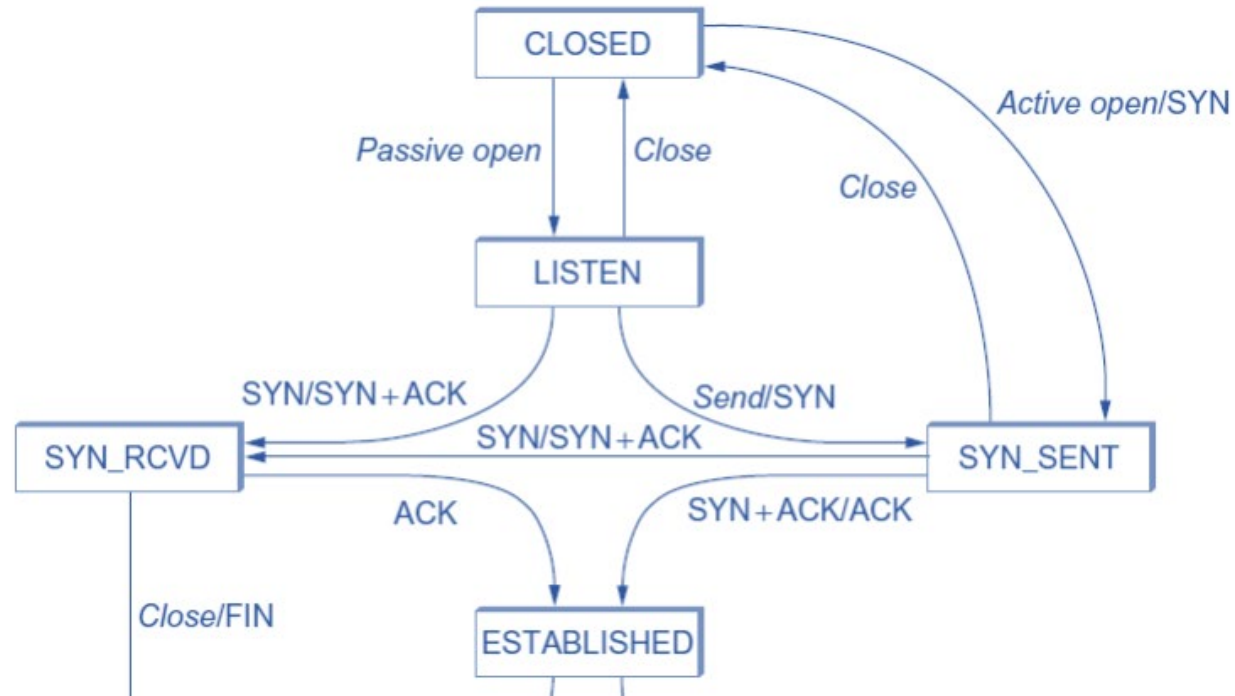 CLOSED
Active open/SYN
Passive open
Close
Close
LISTEN
SYN/SYN + ACK
Send/SYN
SYN/SYN + ACK
SYN_RCVD
SYN_SENT
ACK
SYN + ACK/ACK
Close/FIN
ESTABLISHED